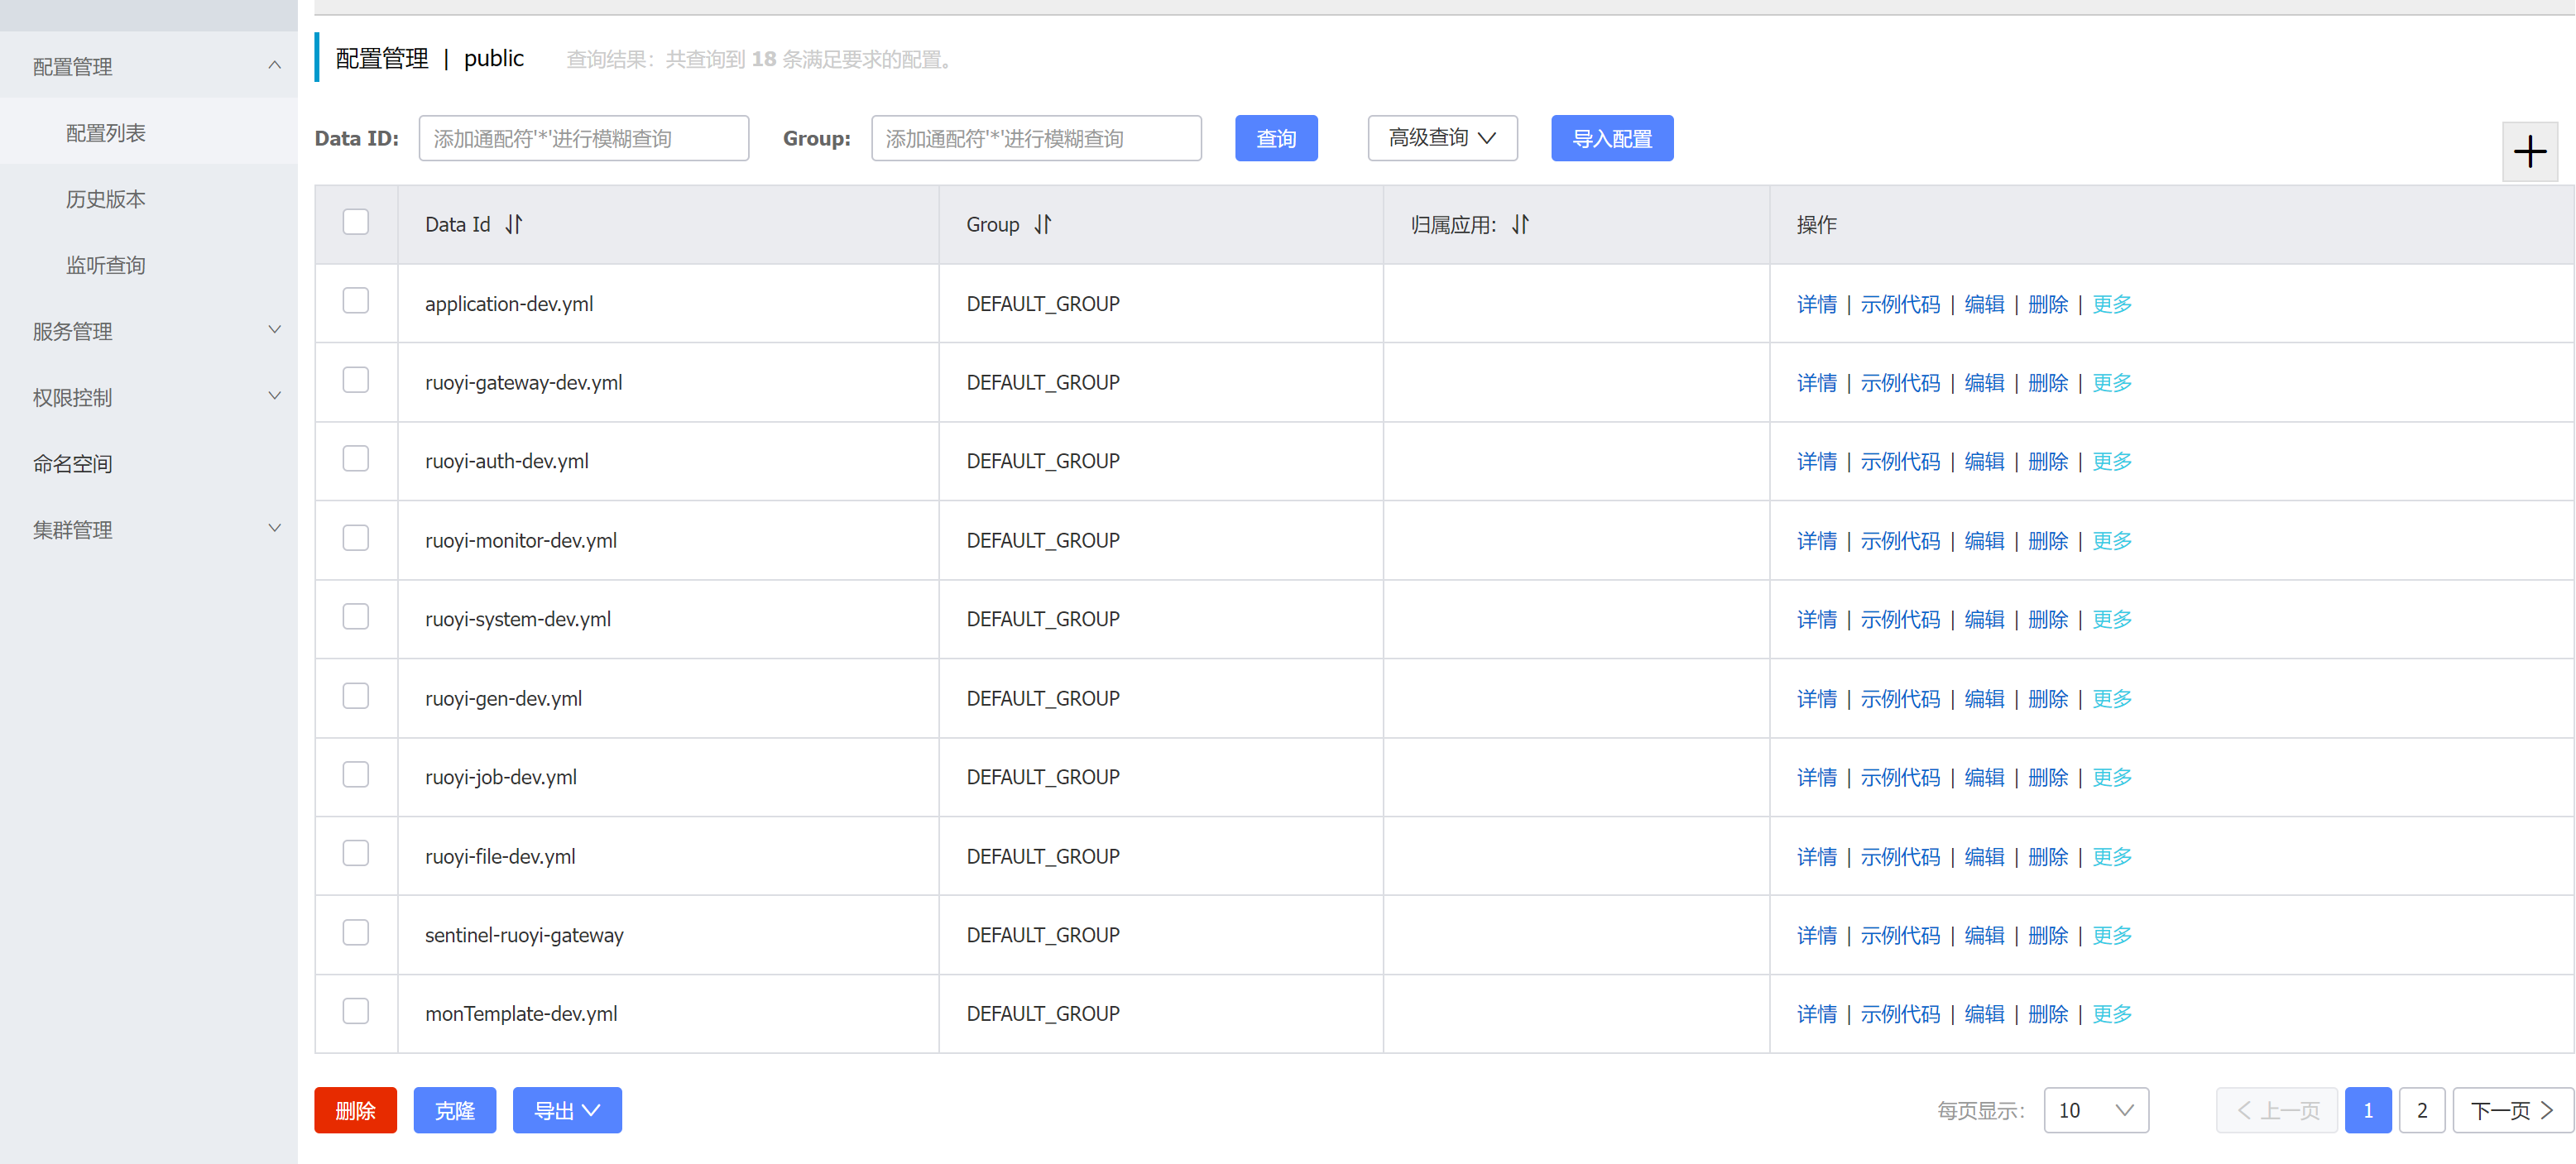 配置管理
配置列表
历史版本
监听查询
服务管理
权限控制
命名空间
集群管理
配置管理 | public 查询结果：共查询到 18 条满足要求的配置。
Data ID: 添加通配符'*'进行模糊查询 Group: 添加通配符'*'进行模糊查询 查询 高级查询 导入配置
Data Id Group 归属应用: 操作
application-dev.yml DEFAULT_GROUP 详情 | 示例代码 | 编辑 | 删除 | 更多
ruoyi-gateway-dev.yml DEFAULT_GROUP 详情 | 示例代码 | 编辑 | 删除 | 更多
ruoyi-auth-dev.yml DEFAULT_GROUP 详情 | 示例代码 | 编辑 | 删除 | 更多
ruoyi-monitor-dev.yml DEFAULT_GROUP 详情 | 示例代码 | 编辑 | 删除 | 更多
ruoyi-system-dev.yml DEFAULT_GROUP 详情 | 示例代码 | 编辑 | 删除 | 更多
ruoyi-gen-dev.yml DEFAULT_GROUP 详情 | 示例代码 | 编辑 | 删除 | 更多
ruoyi-job-dev.yml DEFAULT_GROUP 详情 | 示例代码 | 编辑 | 删除 | 更多
ruoyi-file-dev.yml DEFAULT_GROUP 详情 | 示例代码 | 编辑 | 删除 | 更多
sentinel-ruoyi-gateway DEFAULT_GROUP 详情 | 示例代码 | 编辑 | 删除 | 更多
monTemplate-dev.yml DEFAULT_GROUP 详情 | 示例代码 | 编辑 | 删除 | 更多
删除 克隆 导出 每页显示： 10 上一页 1 2 下一页